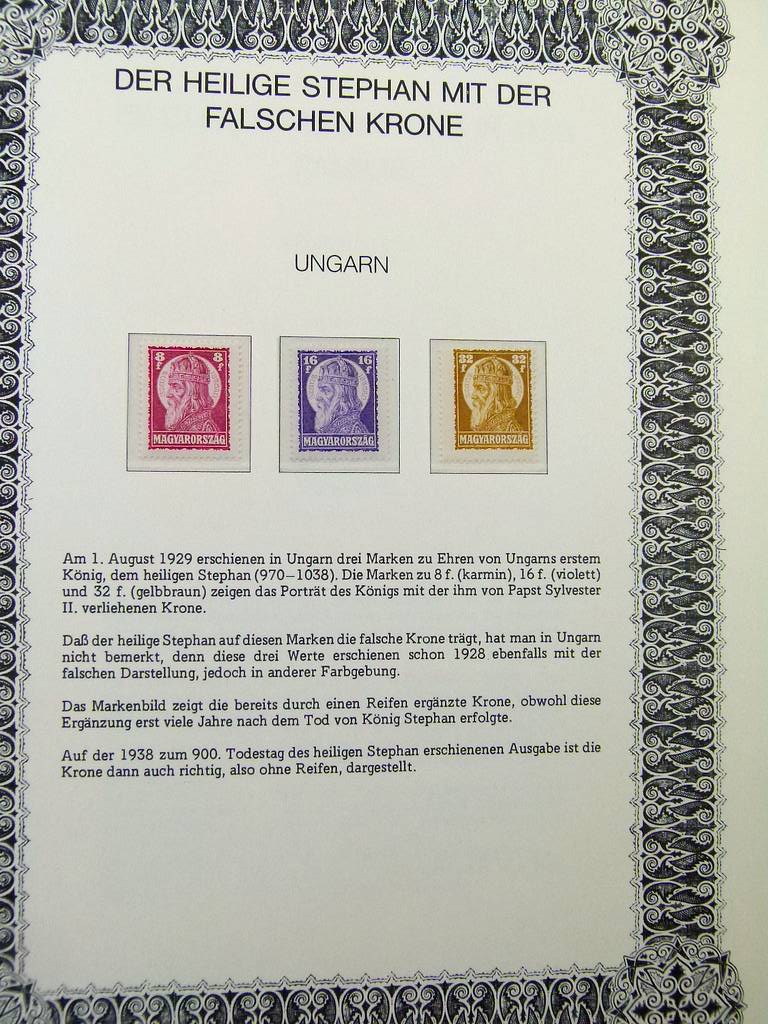 DER HEILIGE STEPHAN MIT DER
FALSCHEN KRONE
UNGARN
8 8
f f
MAGYARORSZÁG
16 16
f f
MAGYARORSZÁG
32 32
f f
MAGYARORSZÁG
Am 1. August 1929 erschienen in Ungarn drei Marken zu Ehren von Ungarns erstem
König, dem heiligen Stephan (970–1038). Die Marken zu 8 f. (karmin), 16 f. (violett)
und 32 f. (gelbbraun) zeigen das Porträt des Königs mit der ihm von Papst Sylvester
II. verliehenen Krone.
Daß der heilige Stephan auf diesen Marken die falsche Krone trägt, hat man in Ungarn
nicht bemerkt, denn diese drei Werte erschienen schon 1928 ebenfalls mit der
falschen Darstellung, jedoch in anderer Farbgebung.
Das Markenbild zeigt die bereits durch einen Reifen ergänzte Krone, obwohl diese
Ergänzung erst viele Jahre nach dem Tod von König Stephan erfolgte.
Auf der 1938 zum 900. Todestag des heiligen Stephan erschienenen Ausgabe ist die
Krone dann auch richtig, also ohne Reifen, dargestellt.